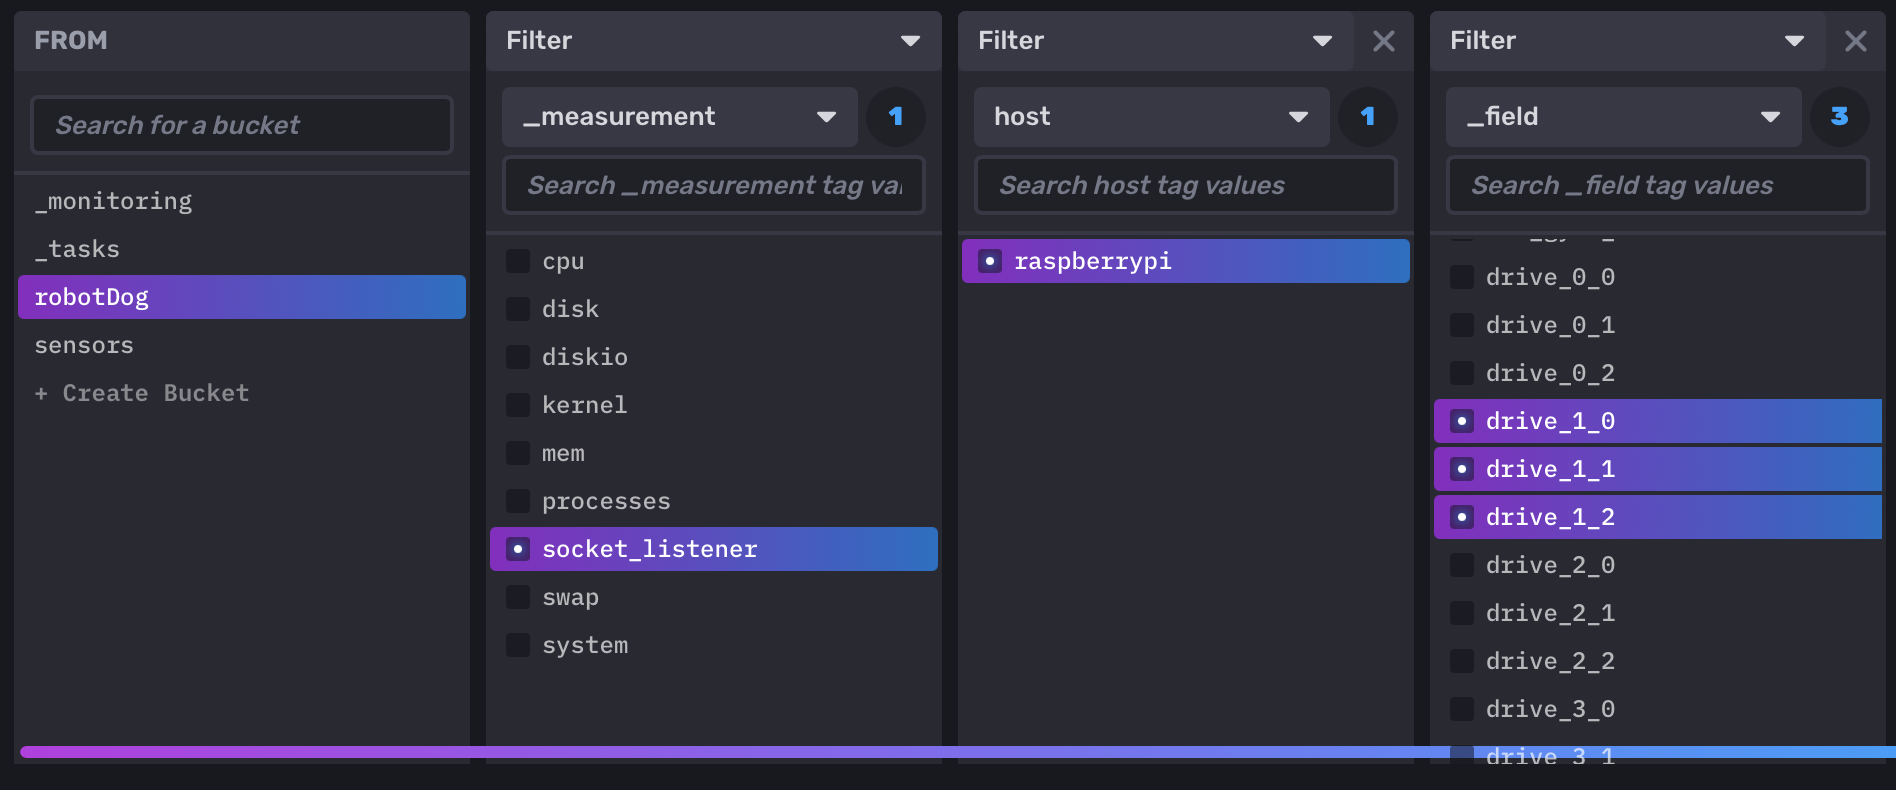 FROM
Search for a bucket
_monitoring
_tasks
robotDog
sensors
+ Create Bucket
Filter
_measurement 1
Search _measurement tag val
cpu
disk
diskio
kernel
mem
processes
socket_listener
swap
system
Filter
host 1
Search host tag values
raspberrypi
Filter
_field 3
Search _field tag values
drive_0_0
drive_0_1
drive_0_2
drive_1_0
drive_1_1
drive_1_2
drive_2_0
drive_2_1
drive_2_2
drive_3_0
drive_3_1